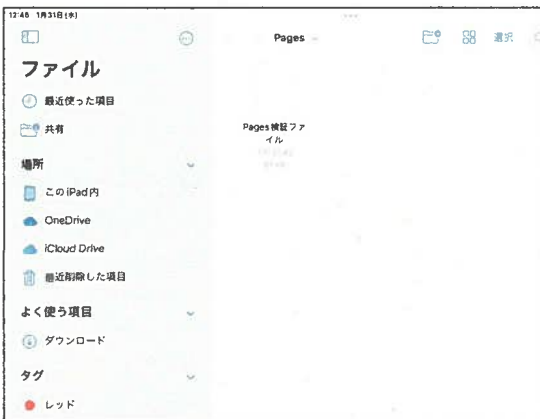 12:46 1月31日(水)
Pages
選択
ファイル
最近使った項目
共有
場所
このiPad内
OneDrive
iCloud Drive
最近削除した項目
よく使う項目
ダウンロード
タグ
レッド
Pages検証ファ
イル